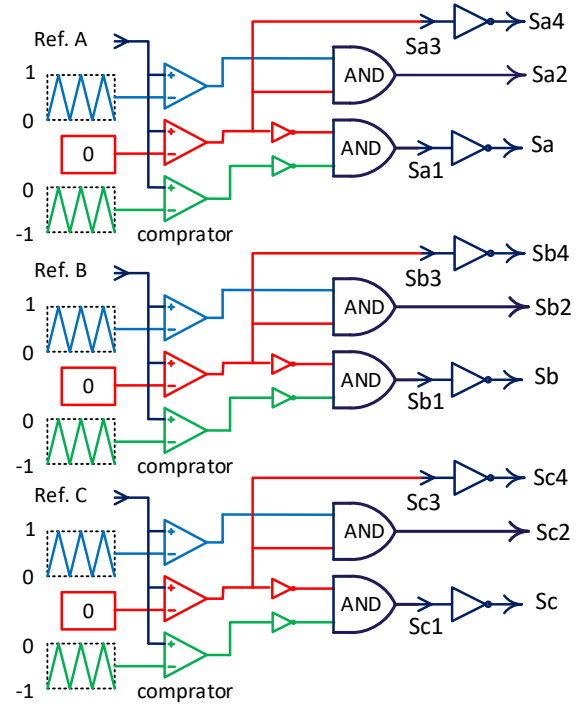 Ref. A
Sa4
Sa3
1
AND
Sa2
0
0
AND
Sa
Sa1
0
-1
comprator
Ref. B
Sb4
Sb3
1
AND
Sb2
0
0
AND
Sb
Sb1
0
-1
comprator
Ref. C
Sc4
Sc3
1
AND
Sc2
0
0
AND
Sc
Sc1
0
-1
comprator